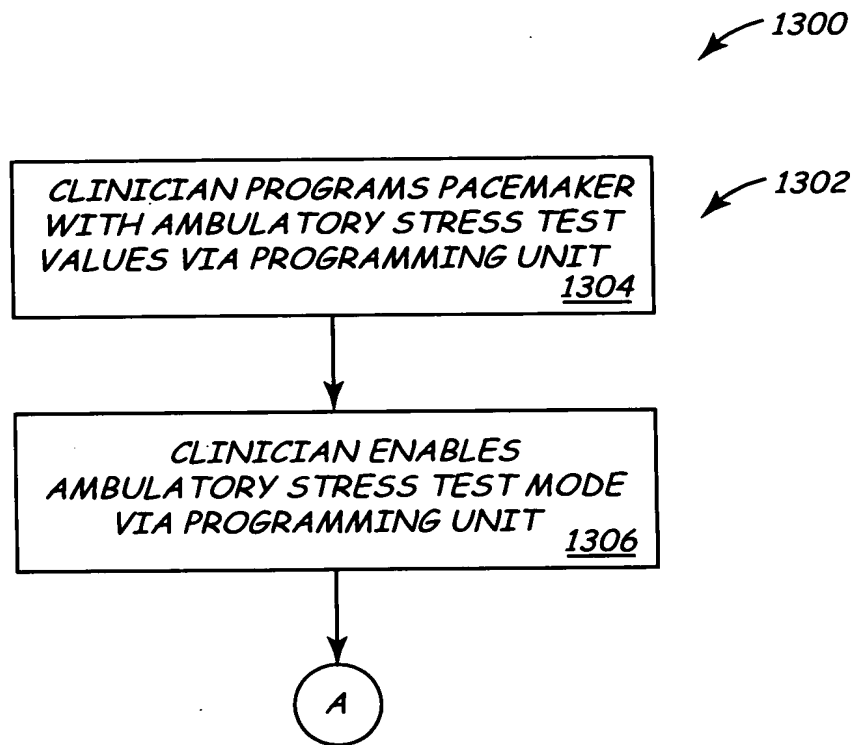 1300
1302
CLINICIAN PROGRAMS PACEMAKER
WITH AMBULATORY STRESS TEST
VALUES VIA PROGRAMMING UNIT
1304
CLINICIAN ENABLES
AMBULATORY STRESS TEST MODE
VIA PROGRAMMING UNIT
1306
A